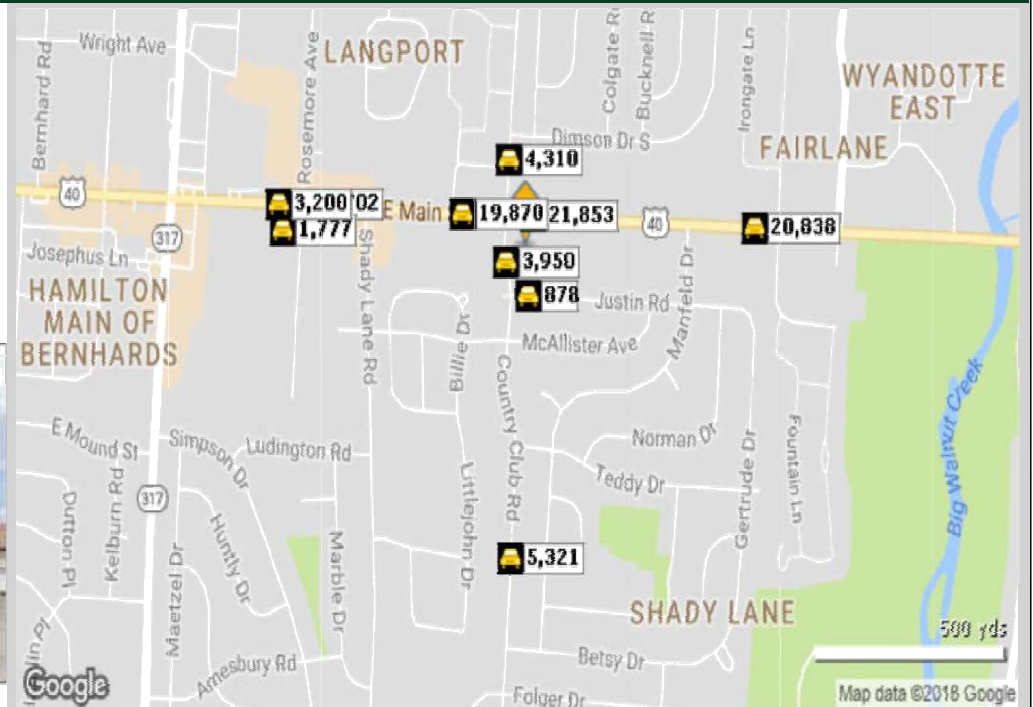 Bernhard Rd
Wright Ave
Rosemore Ave
LANGPORT
Colgate R
Bucknell R
Irongate Ln
WYANDOTTE
EAST
Dimson Dr S
FAIRLANE
4,310
40
3,200
'02
E Main
19,870
21,853
40
20,838
1,777
317
Josephus Ln
Shady Lane Rd
3,950
878
Justin Rd
Manfeld Dr
HAMILTON
MAIN OF
BERNHARDS
Billie Dr
McAllister Ave
Country Club Rd
E Mound St
Simpson Dr
Ludington Rd
Norman Dr
Teddy Dr
Gertrude Dr
Fountain Ln
Big Walnut Creek
317
Dutton Pl
Kelburn Rd
Maetzel Dr
Huntly Dr
Marble Dr
Littlejohn Dr
5,321
SHADY LANE
500 yds
lin Pl
Amesbury Rd
Betsy Dr
Folger Dr
Google
Map data ©2018 Google